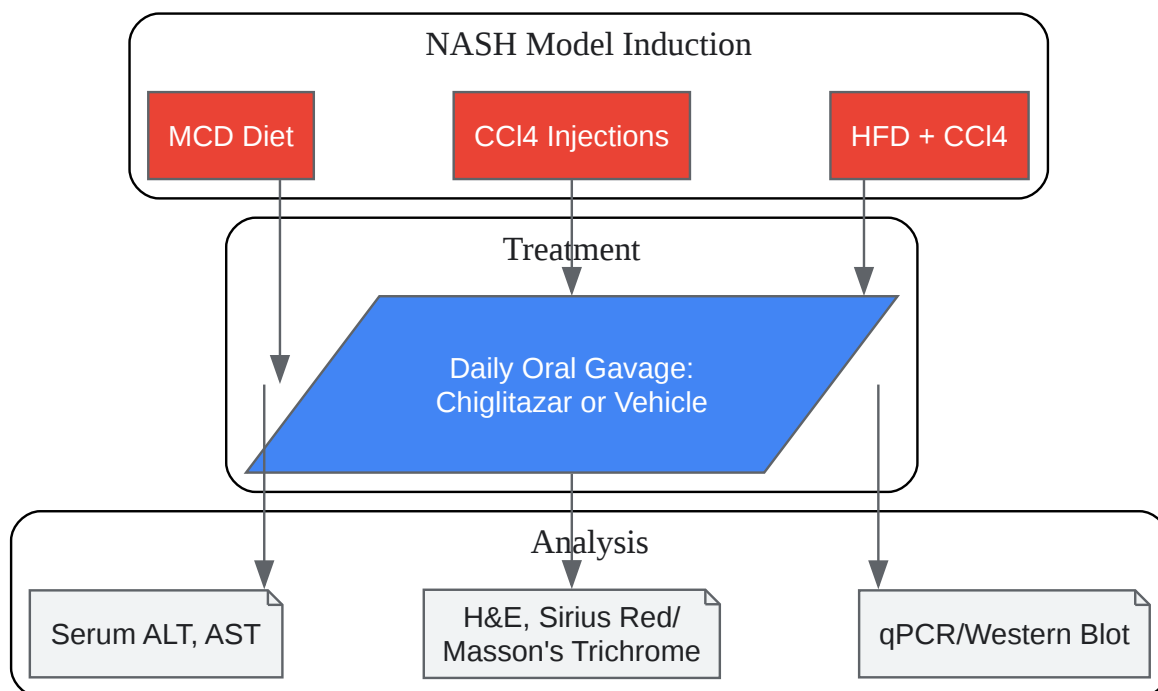 NASH Model Induction
MCD Diet
CCl4 Injections
HFD + CCl4
Treatment
Daily Oral Gavage:
Chiglitazar or Vehicle
Analysis
Serum ALT, AST
H&E, Sirius Red/
Masson's Trichrome
qPCR/Western Blot